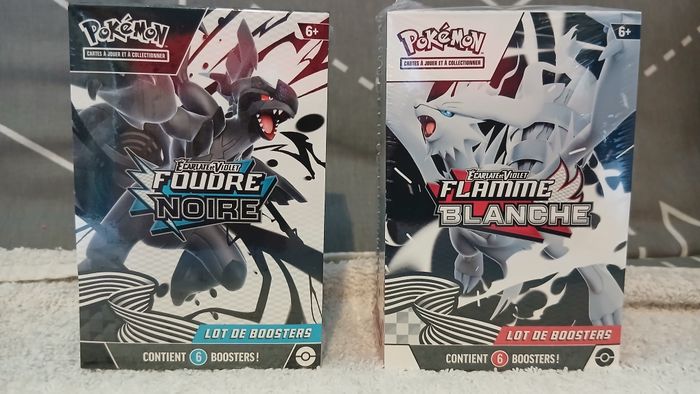 POKÉMON
CARTES À JOUER ET À COLLECTIONNER
6+
ÉCARLATE ET VIOLET
FOUDRE
NOIRE
LOT DE BOOSTERS
CONTIENT 6 BOOSTERS !
POKÉMON
CARTES À JOUER ET À COLLECTIONNER
6+
ÉCARLATE ET VIOLET
FLAMME
BLANCHE
LOT DE BOOSTERS
CONTIENT 6 BOOSTERS !